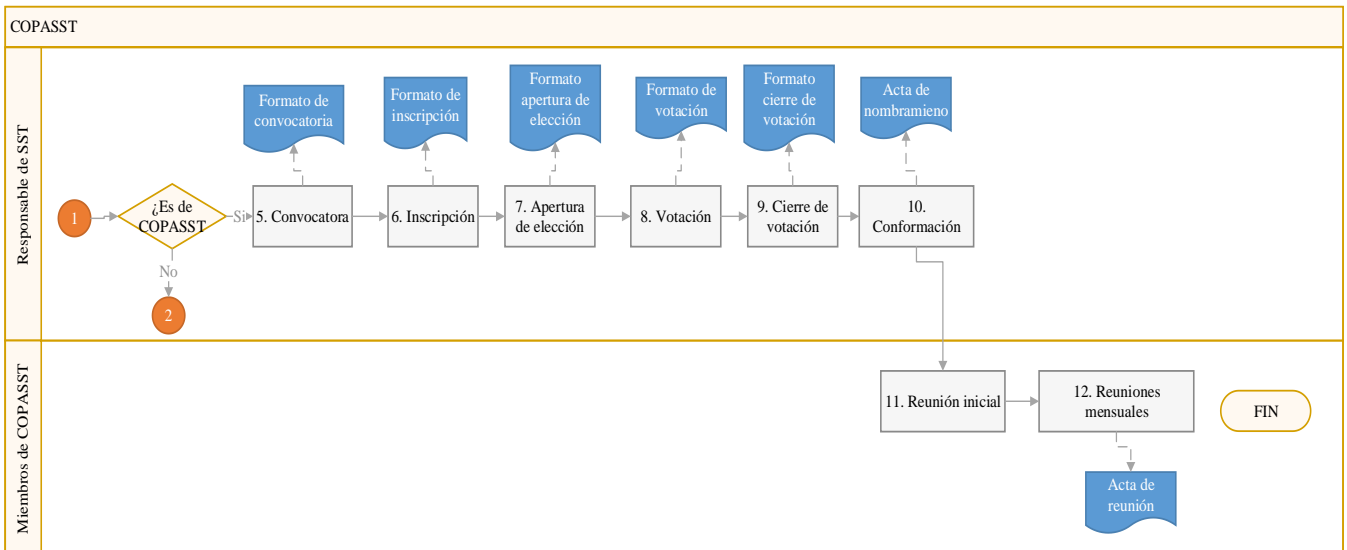 COPASST
Responsable de SST
Formato de
convocatoria
Formato de
inscripción
Formato
apertura de
elección
Formato de
votación
Formato
cierre de
votación
Acta de
nombramieno
1
¿Es de
COPASST
Si
5. Convocatora
6. Inscripción
7. Apertura
de elección
8. Votación
9. Cierre de
votación
10.
Conformación
No
2
Miembros de COPASST
11. Reunión inicial
12. Reuniones
mensuales
FIN
Acta de
reunión